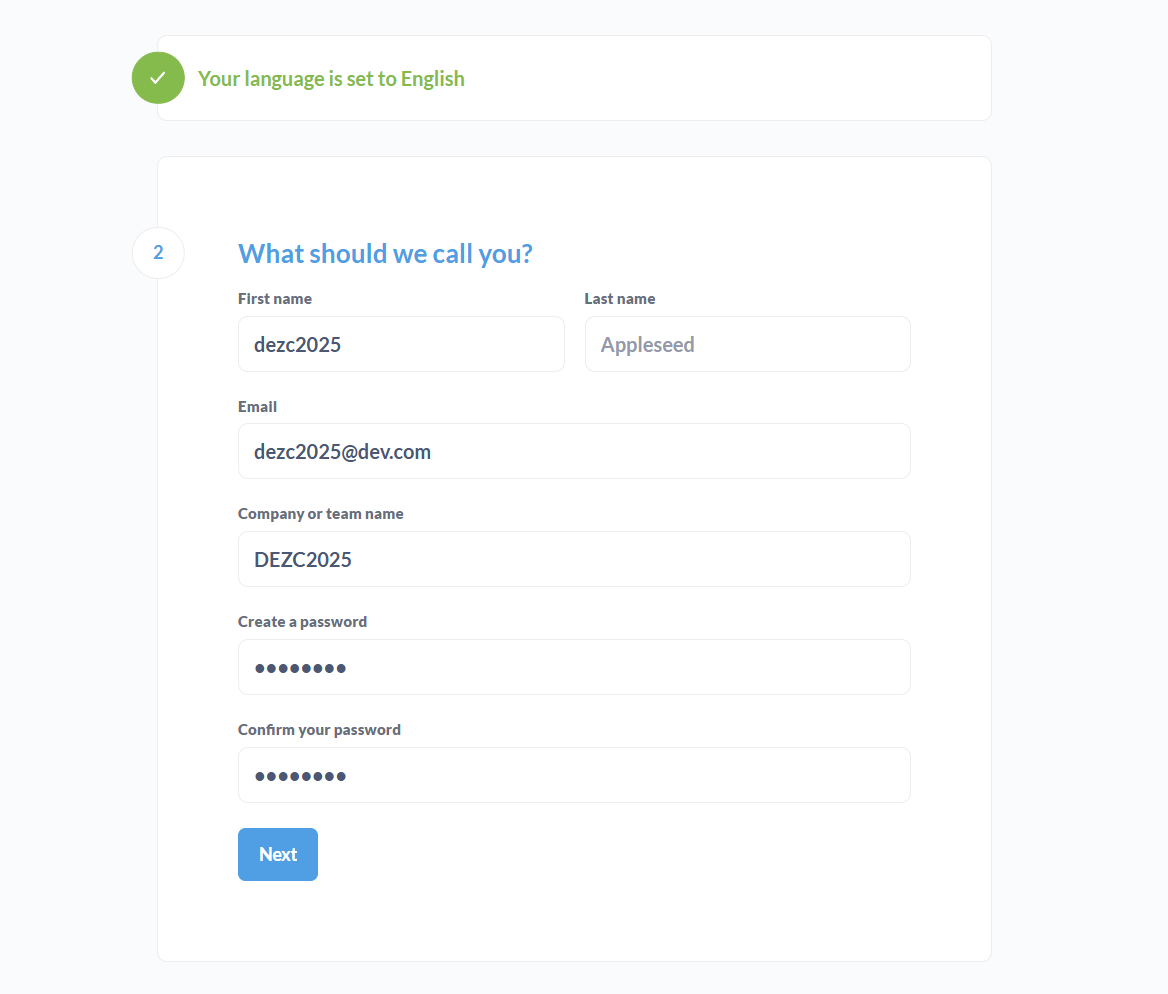 Your language is set to English
2
What should we call you?
First name
Last name
dezc2025
Appleseed
Email
dezc2025@dev.com
Company or team name
DEZC2025
Create a password
●●●●●●●●
Confirm your password
●●●●●●●●
Next